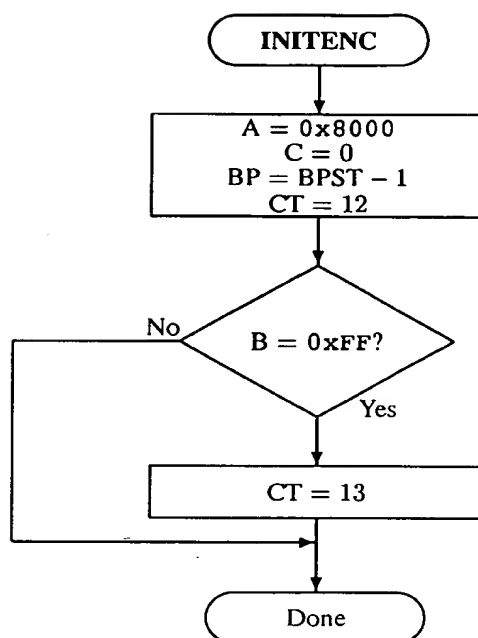 INITENC
A = 0x8000
C = 0
BP = BPST − 1
CT = 12
B = 0xFF?
No
Yes
CT = 13
Done